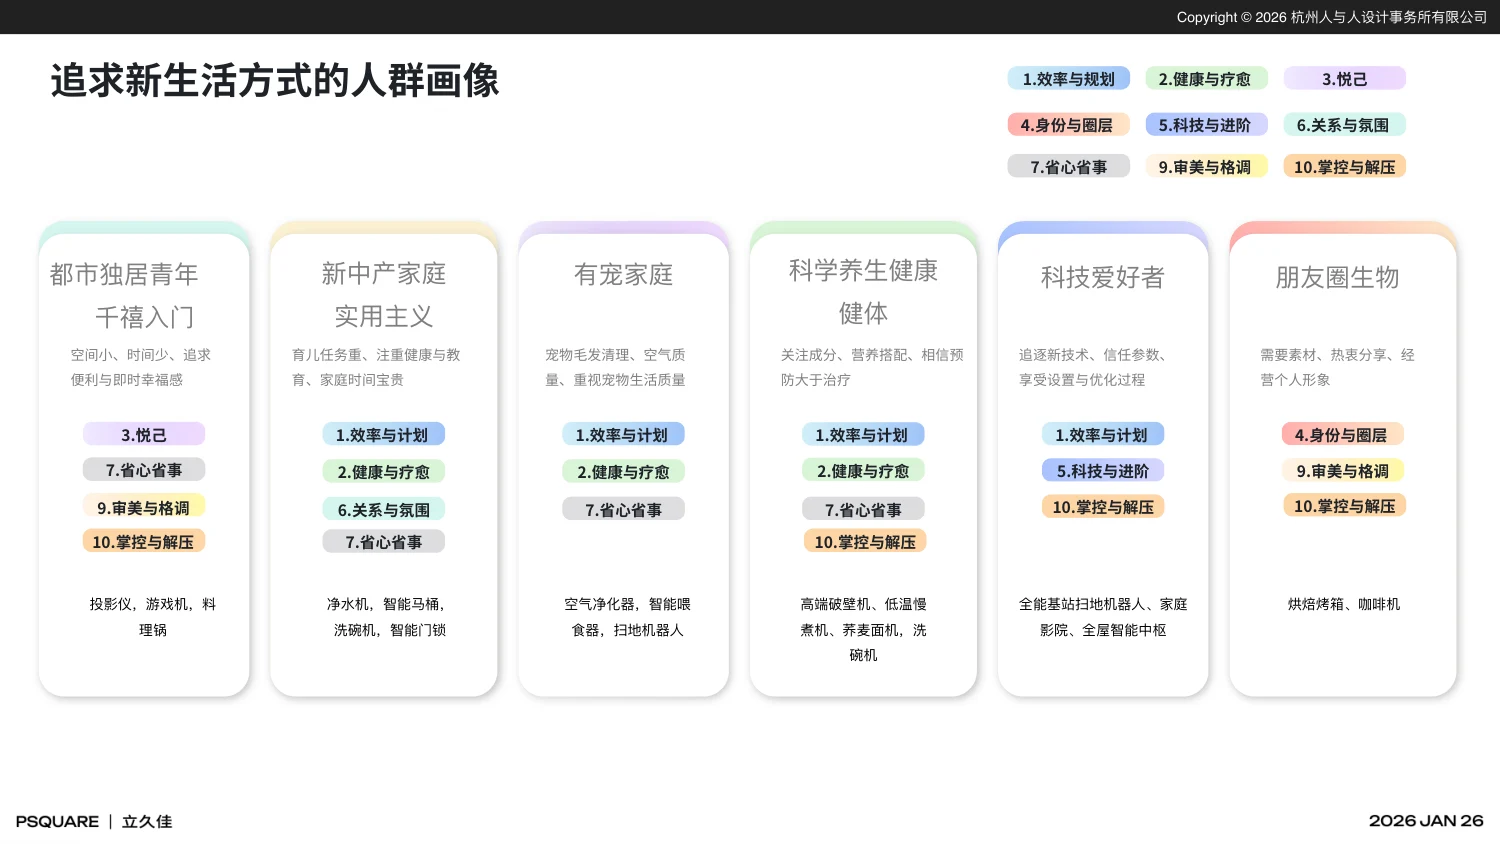 Copyright © 2026 杭州人与人设计事务所有限公司
追求新生活方式的人群画像
1.效率与规划
2.健康与疗愈
3.悦己
4.身份与圈层
5.科技与进阶
6.关系与氛围
7.省心省事
9.审美与格调
10.掌控与解压
都市独居青年
千禧入门
空间小、时间少、追求
便利与即时幸福感
3.悦己
7.省心省事
9.审美与格调
10.掌控与解压
投影仪，游戏机，料
理锅
新中产家庭
实用主义
育儿任务重、注重健康与教
育、家庭时间宝贵
1.效率与计划
2.健康与疗愈
6.关系与氛围
7.省心省事
净水机，智能马桶，
洗碗机，智能门锁
有宠家庭
宠物毛发清理、空气质
量、重视宠物生活质量
1.效率与计划
2.健康与疗愈
7.省心省事
空气净化器，智能喂
食器，扫地机器人
科学养生健康
健体
关注成分、营养搭配、相信预
防大于治疗
1.效率与计划
2.健康与疗愈
7.省心省事
10.掌控与解压
高端破壁机、低温慢
煮机、荞麦面机，洗
碗机
科技爱好者
追逐新技术、信任参数、
享受设置与优化过程
1.效率与计划
5.科技与进阶
10.掌控与解压
全能基站扫地机器人、家庭
影院、全屋智能中枢
朋友圈生物
需要素材、热衷分享、经
营个人形象
4.身份与圈层
9.审美与格调
10.掌控与解压
烘焙烤箱、咖啡机
PSQUARE | 立久佳
2026 JAN 26